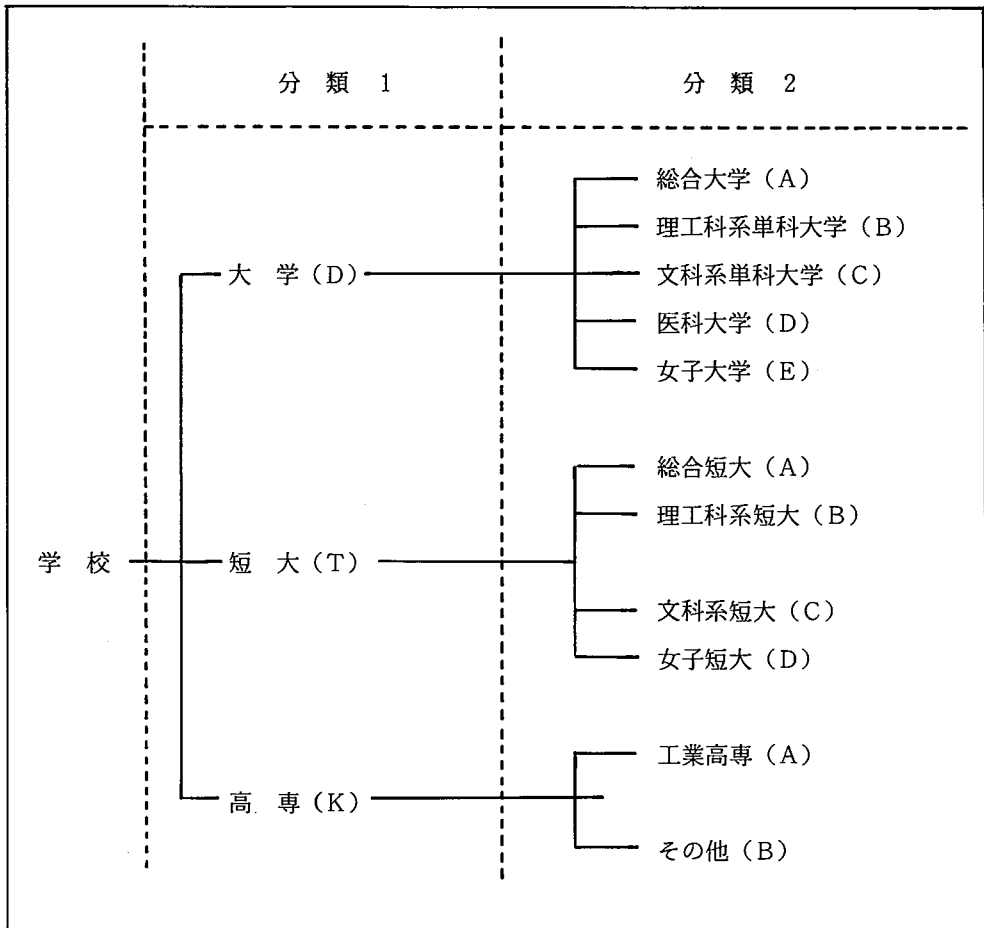 分類 1
分類 2
総合大学(A)
理工科系単科大学(B)
大学(D)
文科系単科大学(C)
医科大学(D)
女子大学(E)
総合短大(A)
理工科系短大(B)
学校
短大(T)
文科系短大(C)
女子短大(D)
工業高専(A)
高専(K)
その他(B)